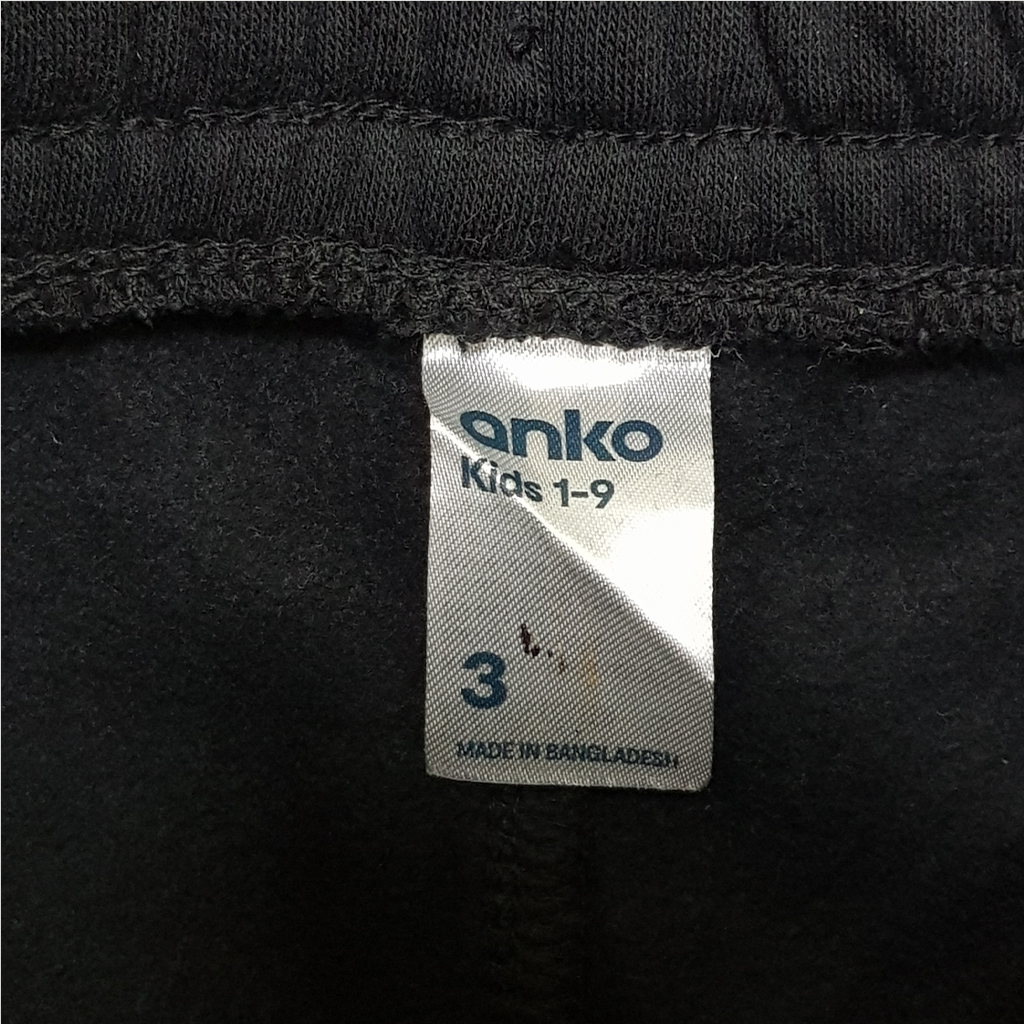 anko
Kids 1-9
3
MADE IN BANGLADESH